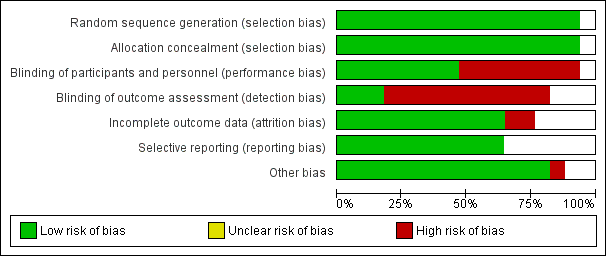 Random sequence generation (selection bias)
Allocation concealment (selection bias)
Blinding of participants and personnel (performance bias)
Blinding of outcome assessment (detection bias)
Incomplete outcome data (attrition bias)
Selective reporting (reporting bias)
Other bias
0% 25% 50% 75% 100%
Low risk of bias Unclear risk of bias High risk of bias